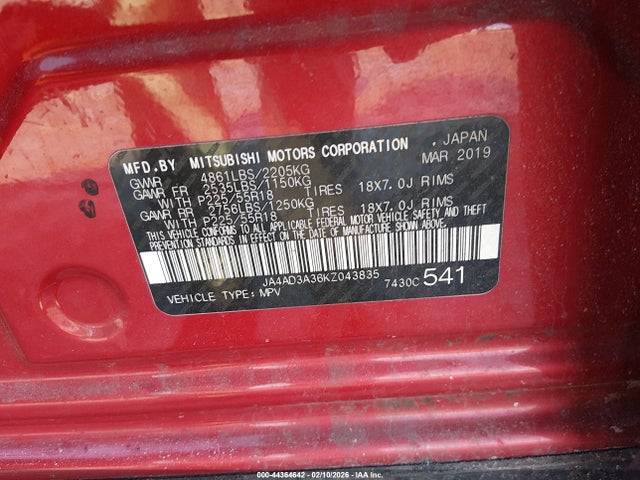 MFD.BY MITSUBISHI MOTORS CORPORATION , JAPAN
GVWR 4861LBS/2205KG MAR 2019
GAWR FR 2535LBS/1150KG
WITH P225/55R18 TIRES 18X7.0J RIMS
GAWR RR 2756LBS/1250KG
WITH P225/55R18 TIRES 18X7.0J RIMS
THIS VEHICLE CONFORMS TO ALL APPLICABLE FEDERAL MOTOR VEHICLE SAFETY AND THEFT
PREVENTION STANDARDS IN EFFECT ON THE DATE OF MANUFACTURE SHOWN ABOVE.
JA4AD3A36KZ043835 7430C 541
VEHICLE TYPE: MPV
000-44364642 - 02/10/2026 - IAA Inc.